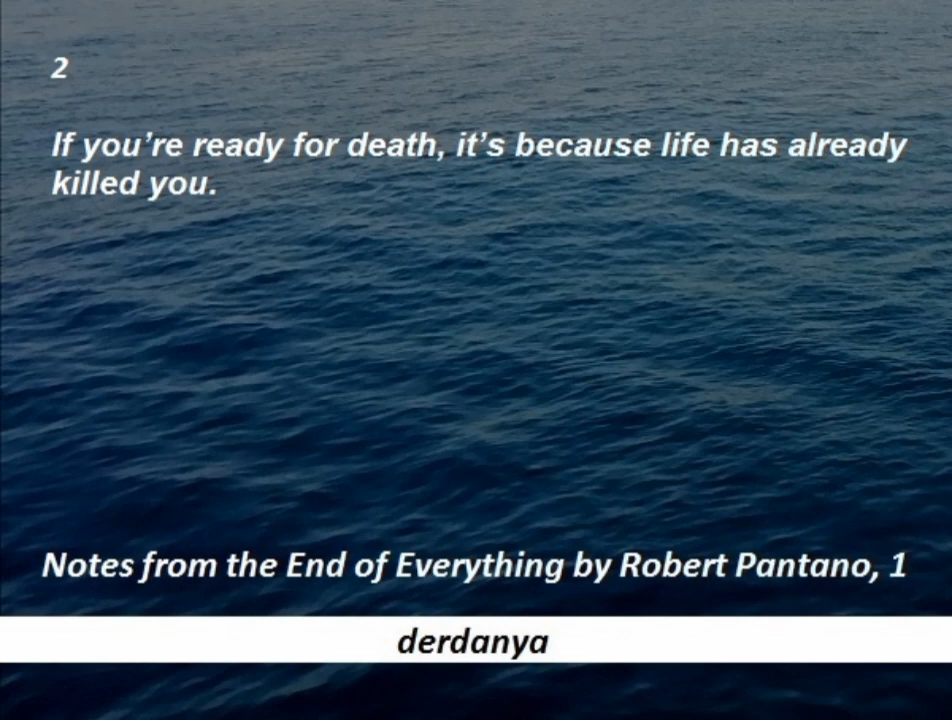 2
If you’re ready for death, it’s because life has already
killed you.
Notes from the End of Everything by Robert Pantano, 1
derdanya